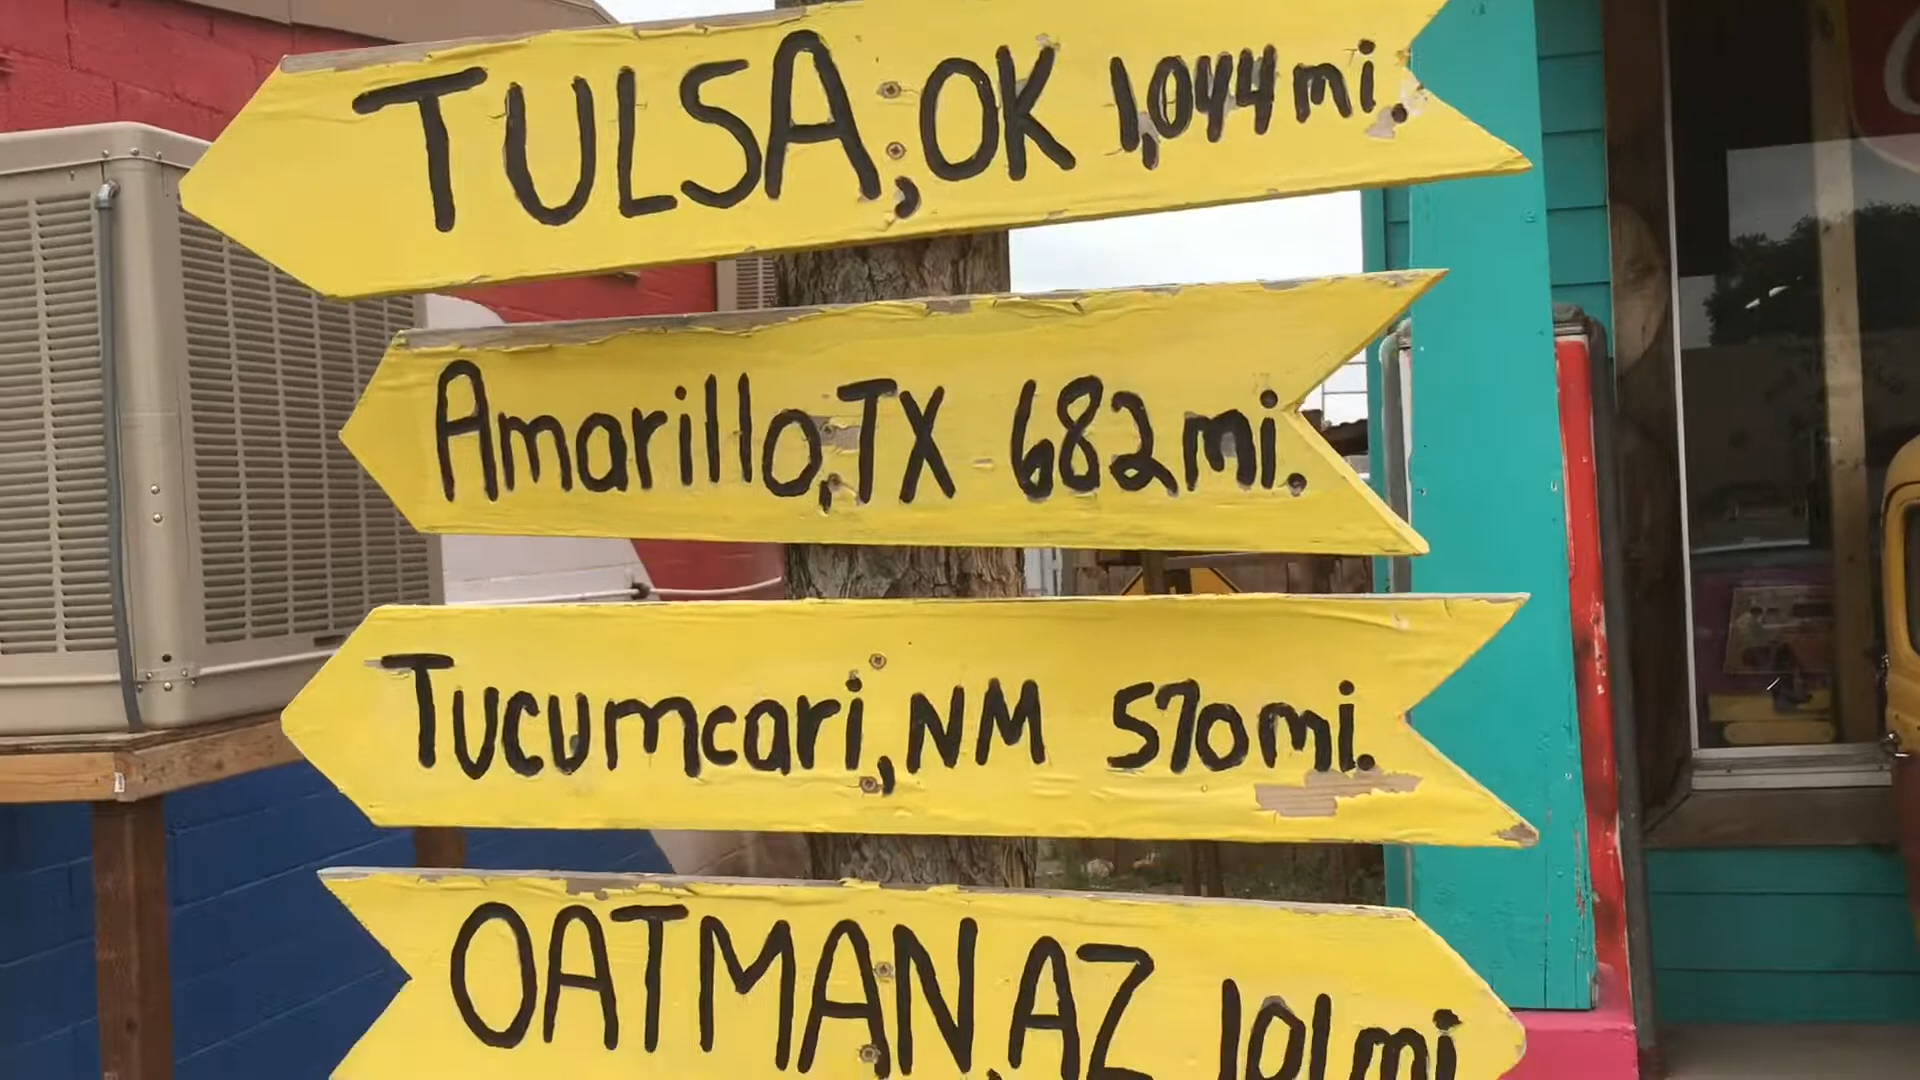 TULSA, OK 1,044 mi.
Amarillo, TX 682 mi.
Tucumcari, NM 570 mi.
OATMAN, AZ 101 mi